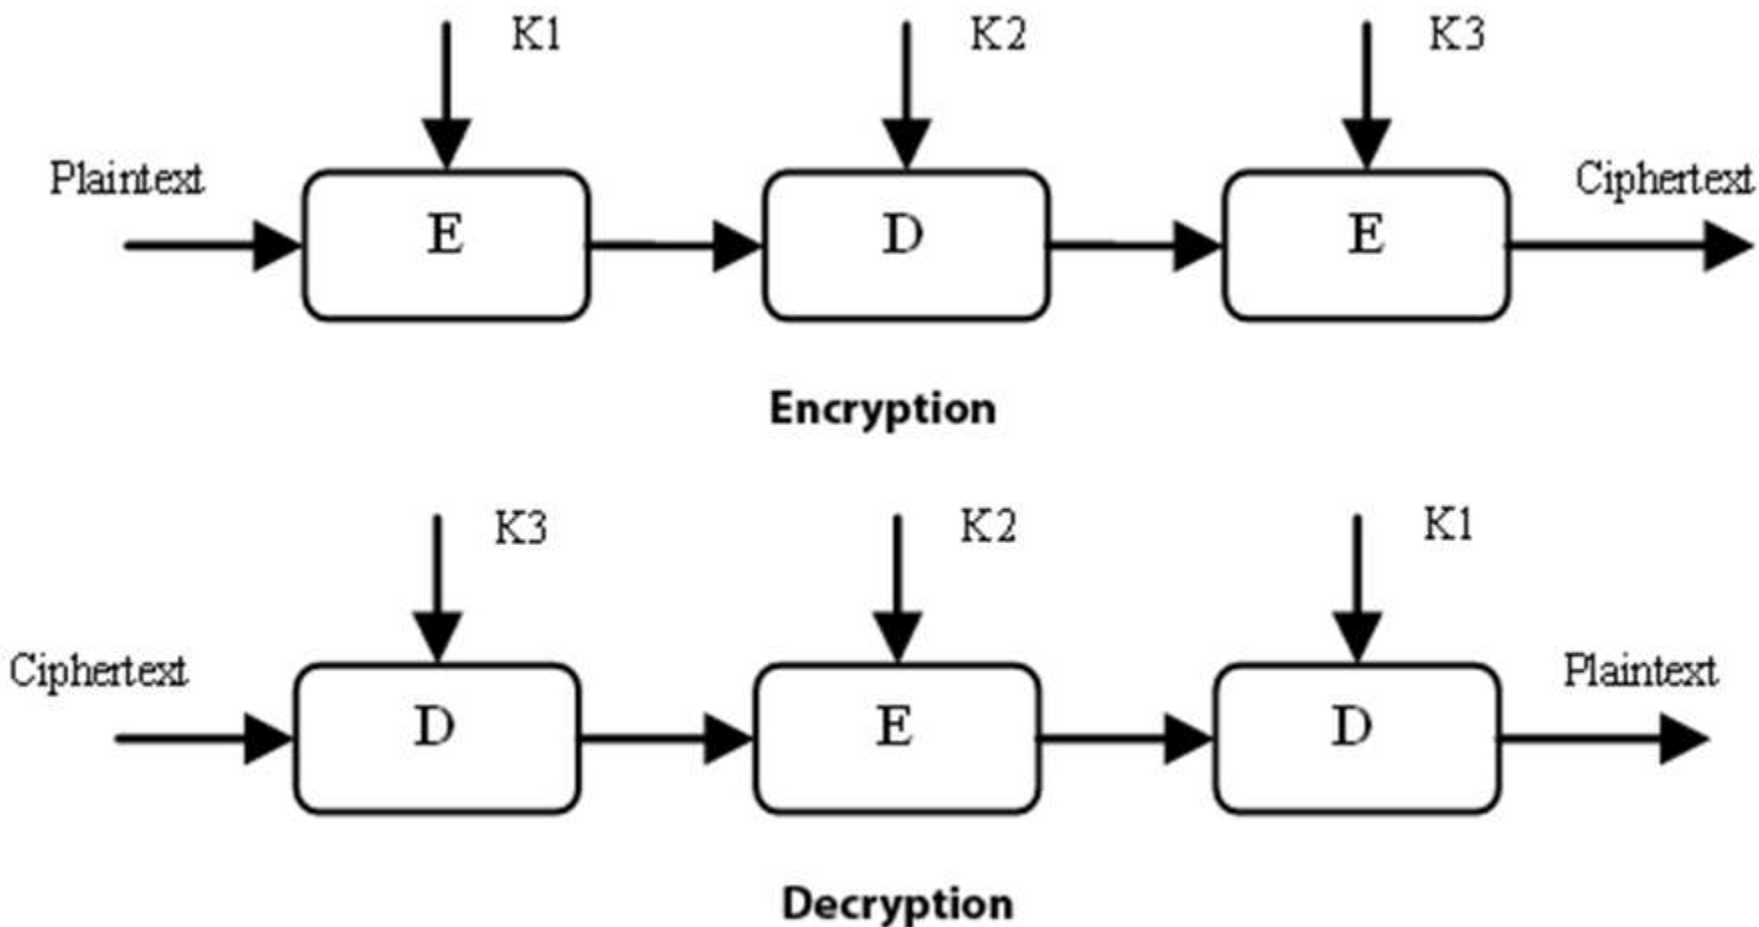 K1 K2 K3
Plaintext Ciphertext
E D E
Encryption
K3 K2 K1
Ciphertext Plaintext
D E D
Decryption